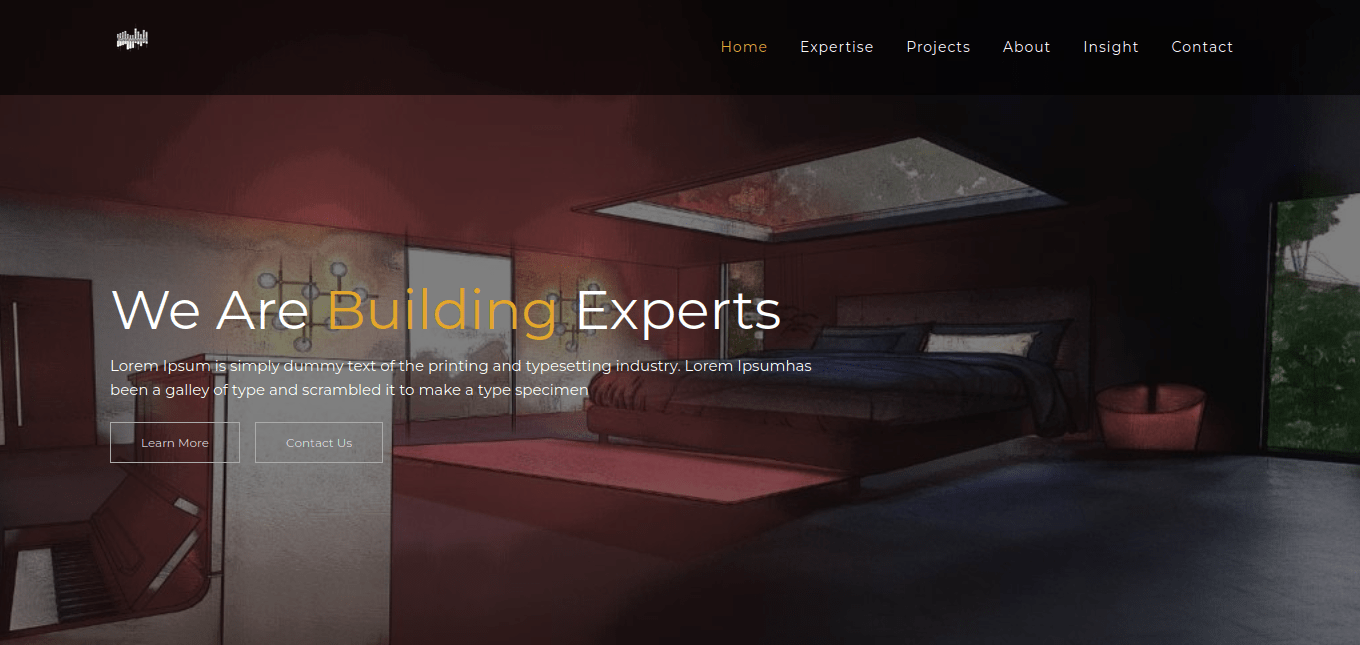 Home Expertise Projects About Insight Contact
We Are Building Experts
Lorem Ipsum is simply dummy text of the printing and typesetting industry. Lorem Ipsumhas
been a galley of type and scrambled it to make a type specimen
Learn More Contact Us